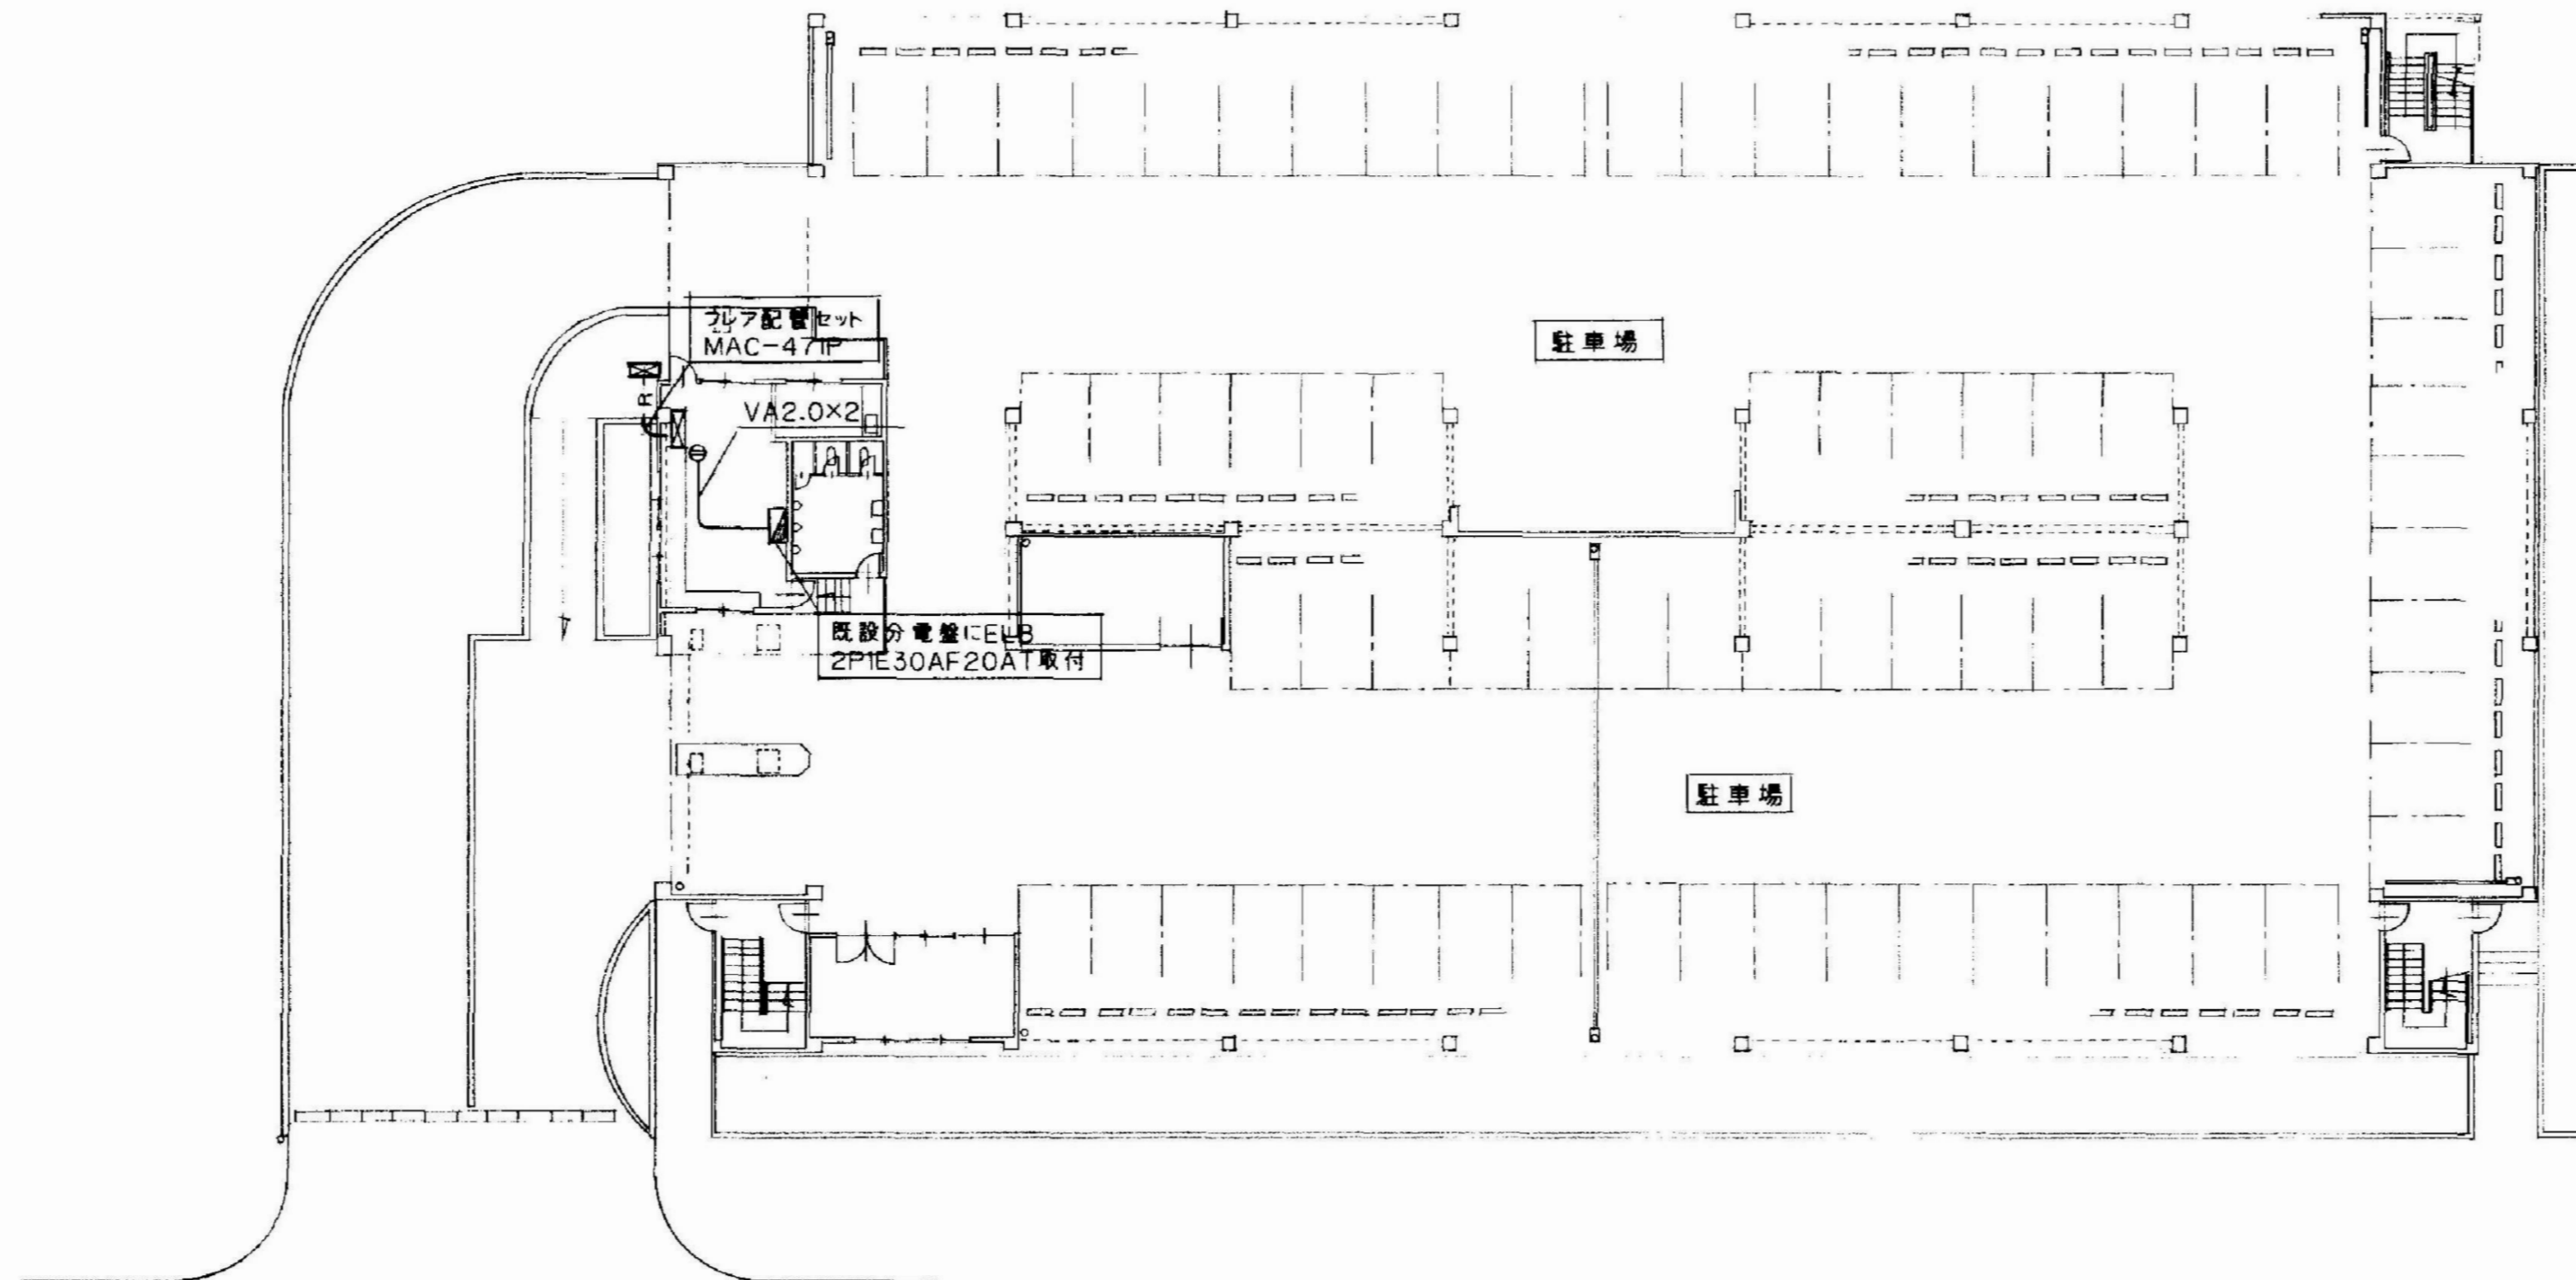 フレア配管セット
MAC-471P
R
VA2.0×2
駐車場
既設分電盤にELB
2P1E30AF20AT取付
駐車場